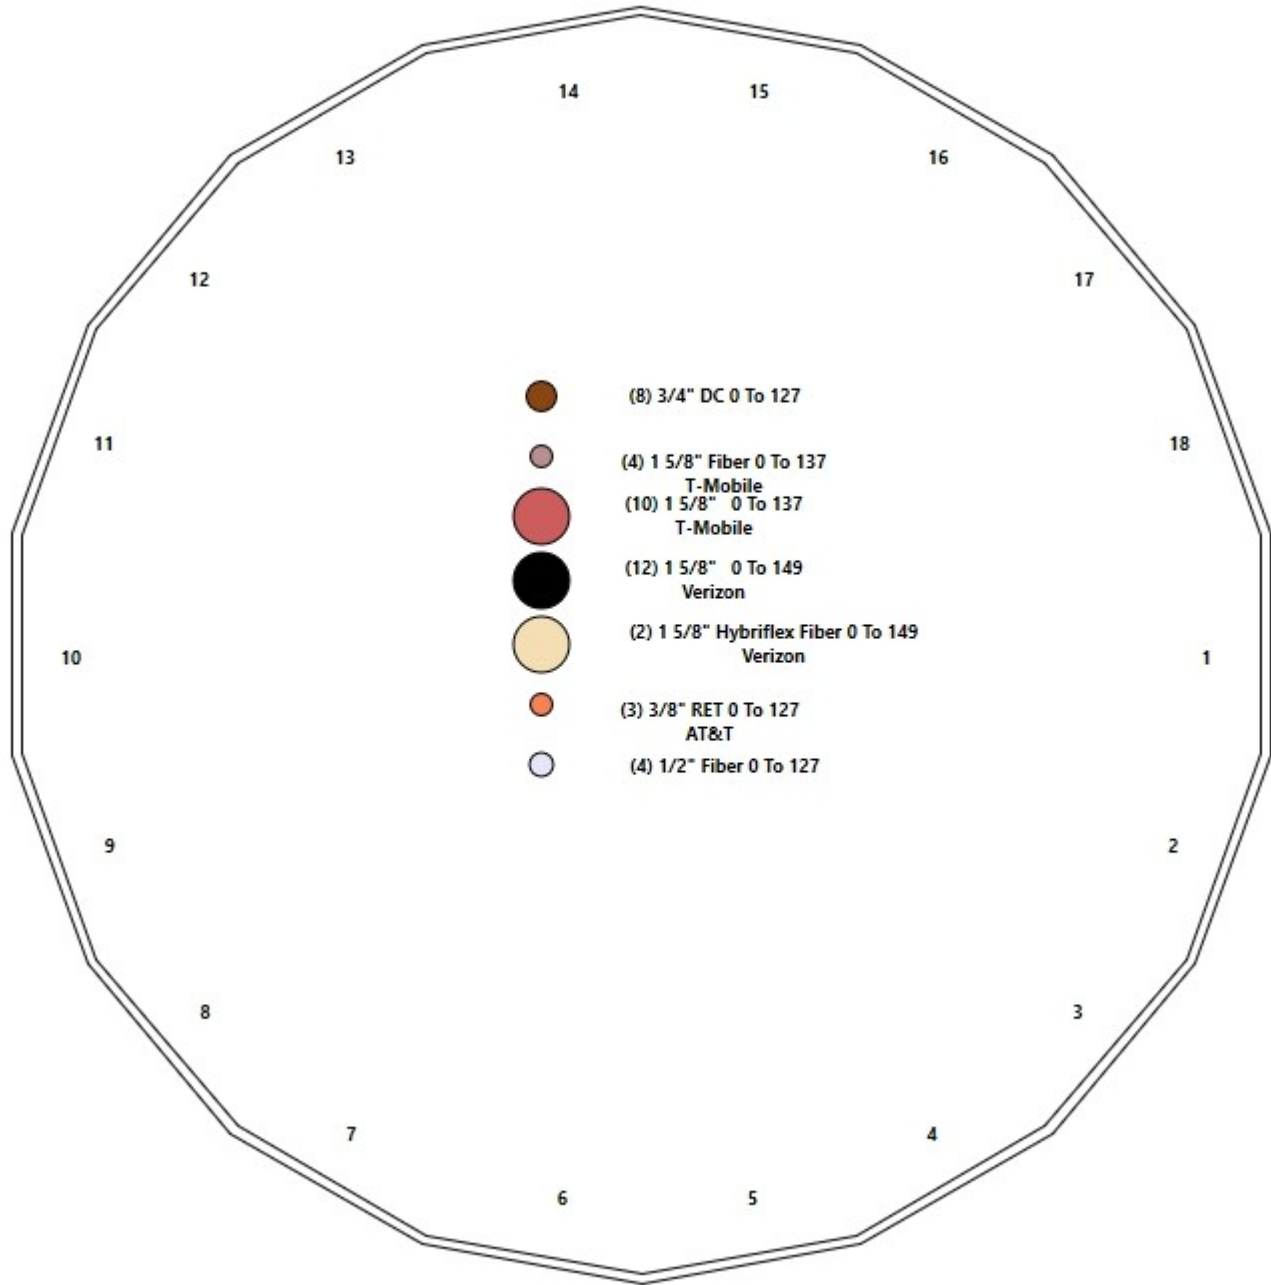 14
15
13
16
12
17
(8) 3/4" DC 0 To 127
11
18
(4) 1 5/8" Fiber 0 To 137
T-Mobile
(10) 1 5/8" 0 To 137
T-Mobile
(12) 1 5/8" 0 To 149
Verizon
(2) 1 5/8" Hybriflex Fiber 0 To 149
Verizon
10
1
(3) 3/8" RET 0 To 127
AT&T
(4) 1/2" Fiber 0 To 127
9
2
8
3
7
4
6
5